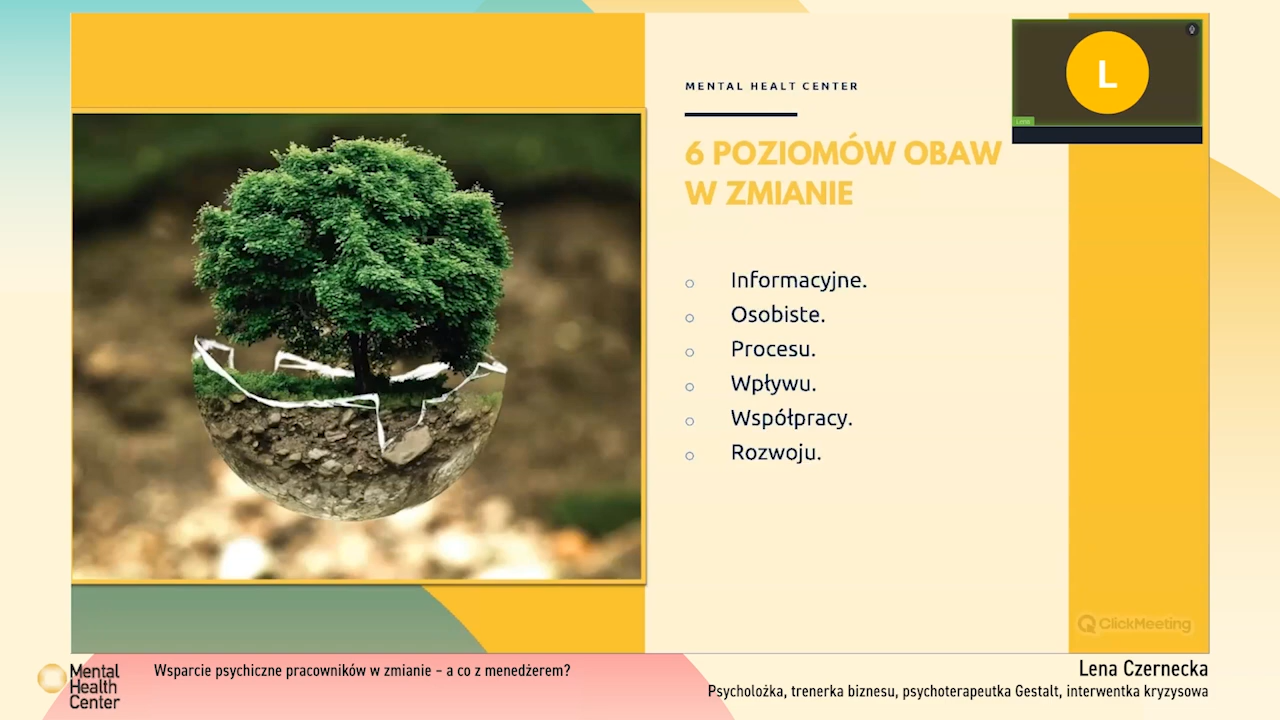 MENTAL HEALT CENTER
6 POZIOMÓW OBAW
W ZMIANIE
Informacyjne.
Osobiste.
Procesu.
Wpływu.
Współpracy.
Rozwoju.
L
Lena
ClickMeeting
Mental
Health
Center
Wsparcie psychiczne pracowników w zmianie – a co z menedżerem?
Lena Czernecka
Psycholożka, trenerka biznesu, psychoterapeutka Gestalt, interwentka kryzysowa